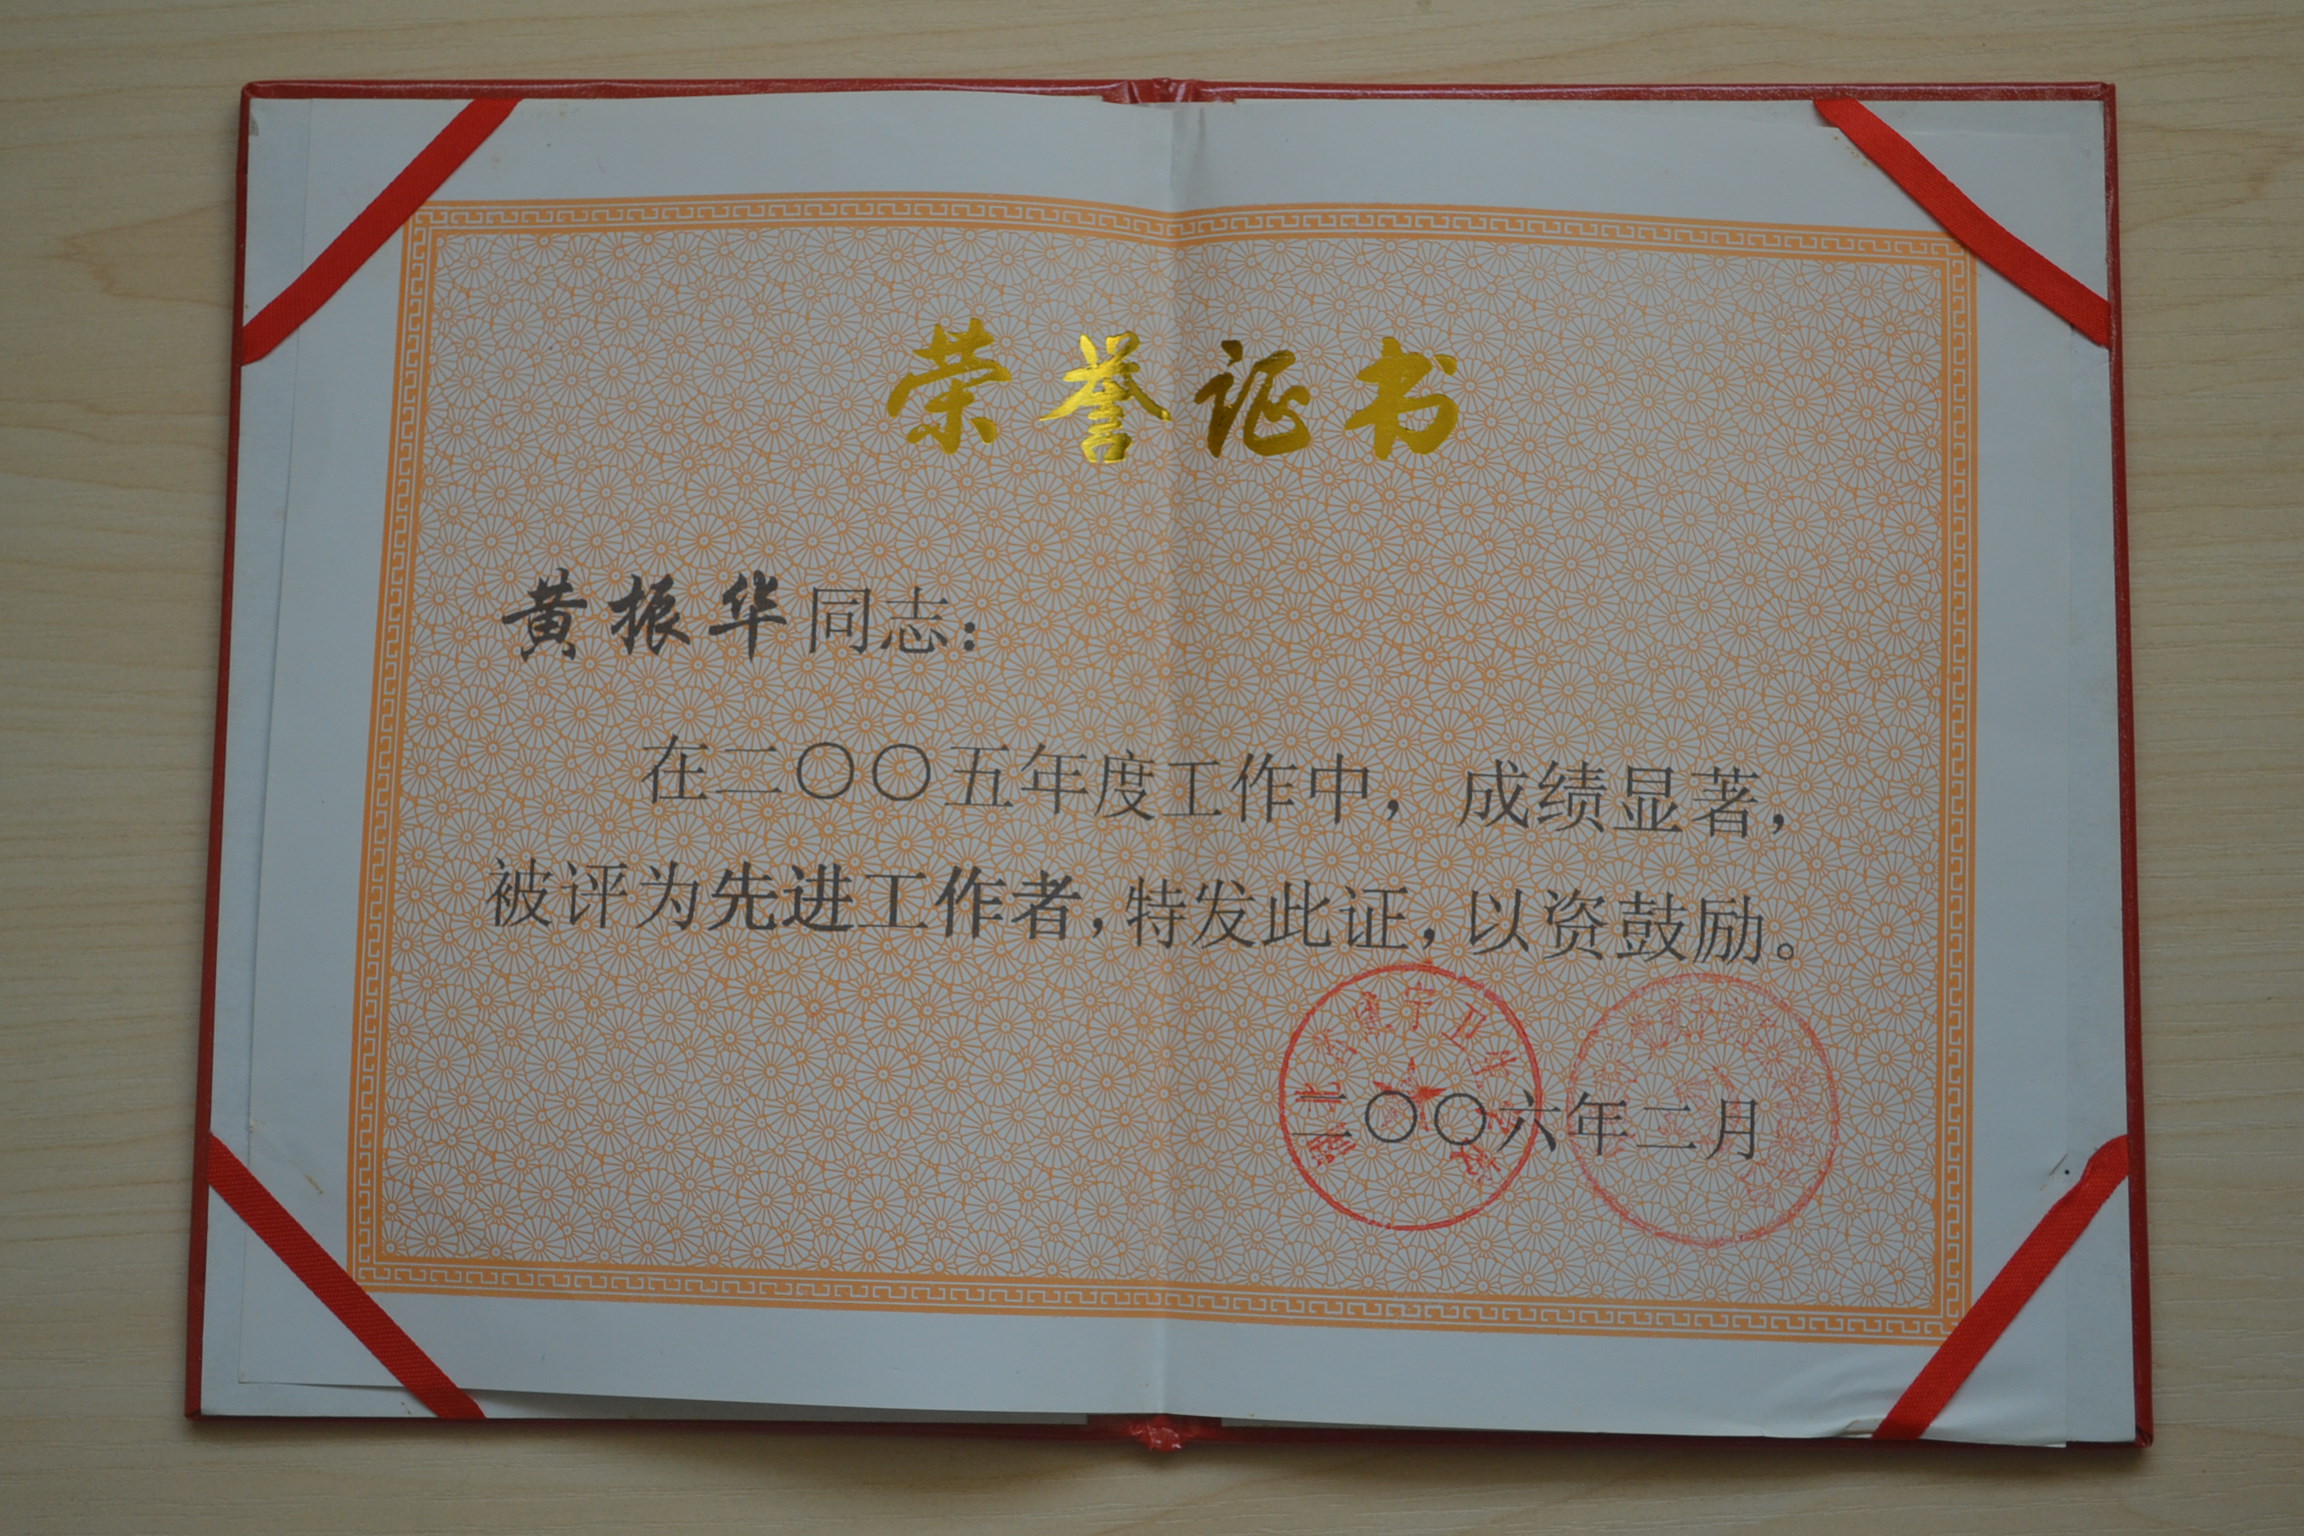 荣誉证书
黄振华同志：
在二〇〇五年度工作中，成绩显著，
被评为先进工作者，特发此证，以资鼓励。
二〇〇六年二月